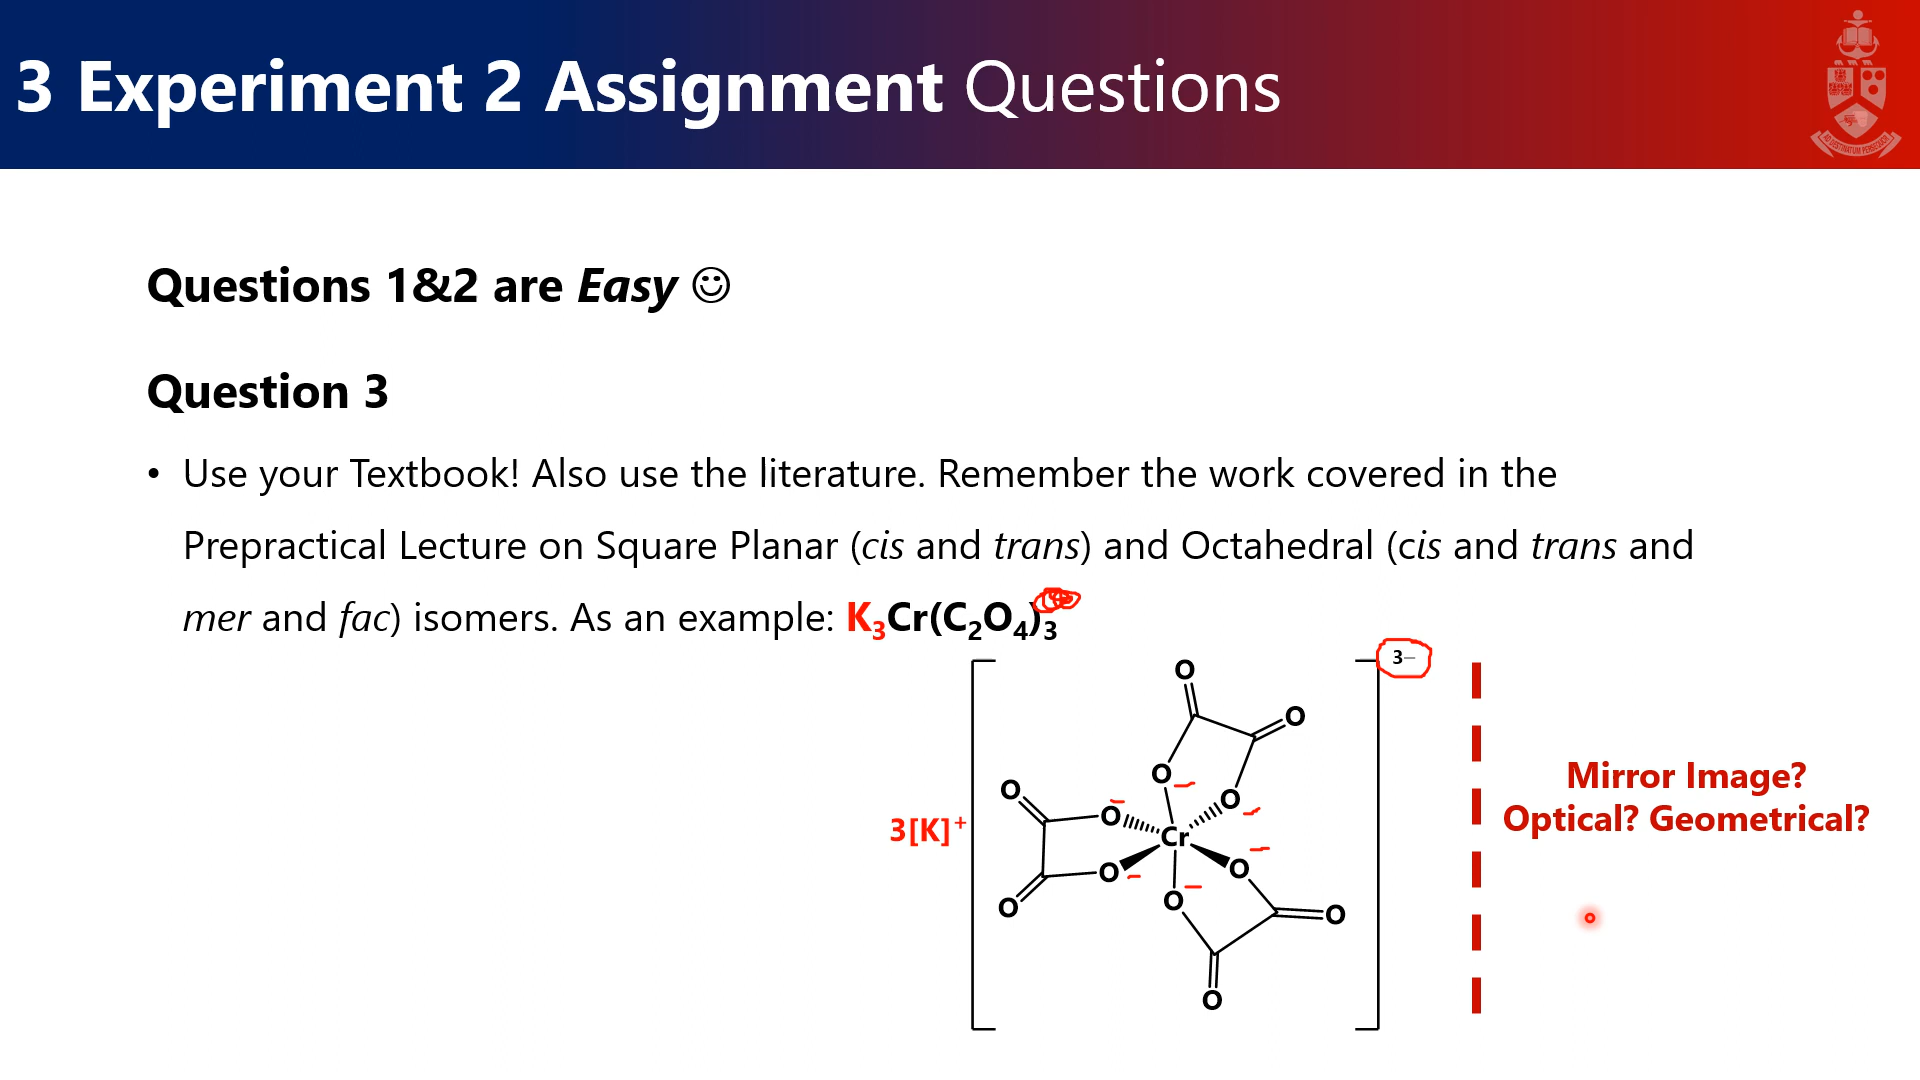 3 Experiment 2 Assignment Questions
Questions 1&2 are Easy ☺
Question 3
• Use your Textbook! Also use the literature. Remember the work covered in the
Prepractical Lecture on Square Planar (cis and trans) and Octahedral (cis and trans and
mer and fac) isomers. As an example: K₃Cr(C₂O₄)₃
3–
O
O
O
O
O
O
3[K]⁺
Cr
O
O
O
O
O
O
Mirror Image?
Optical? Geometrical?